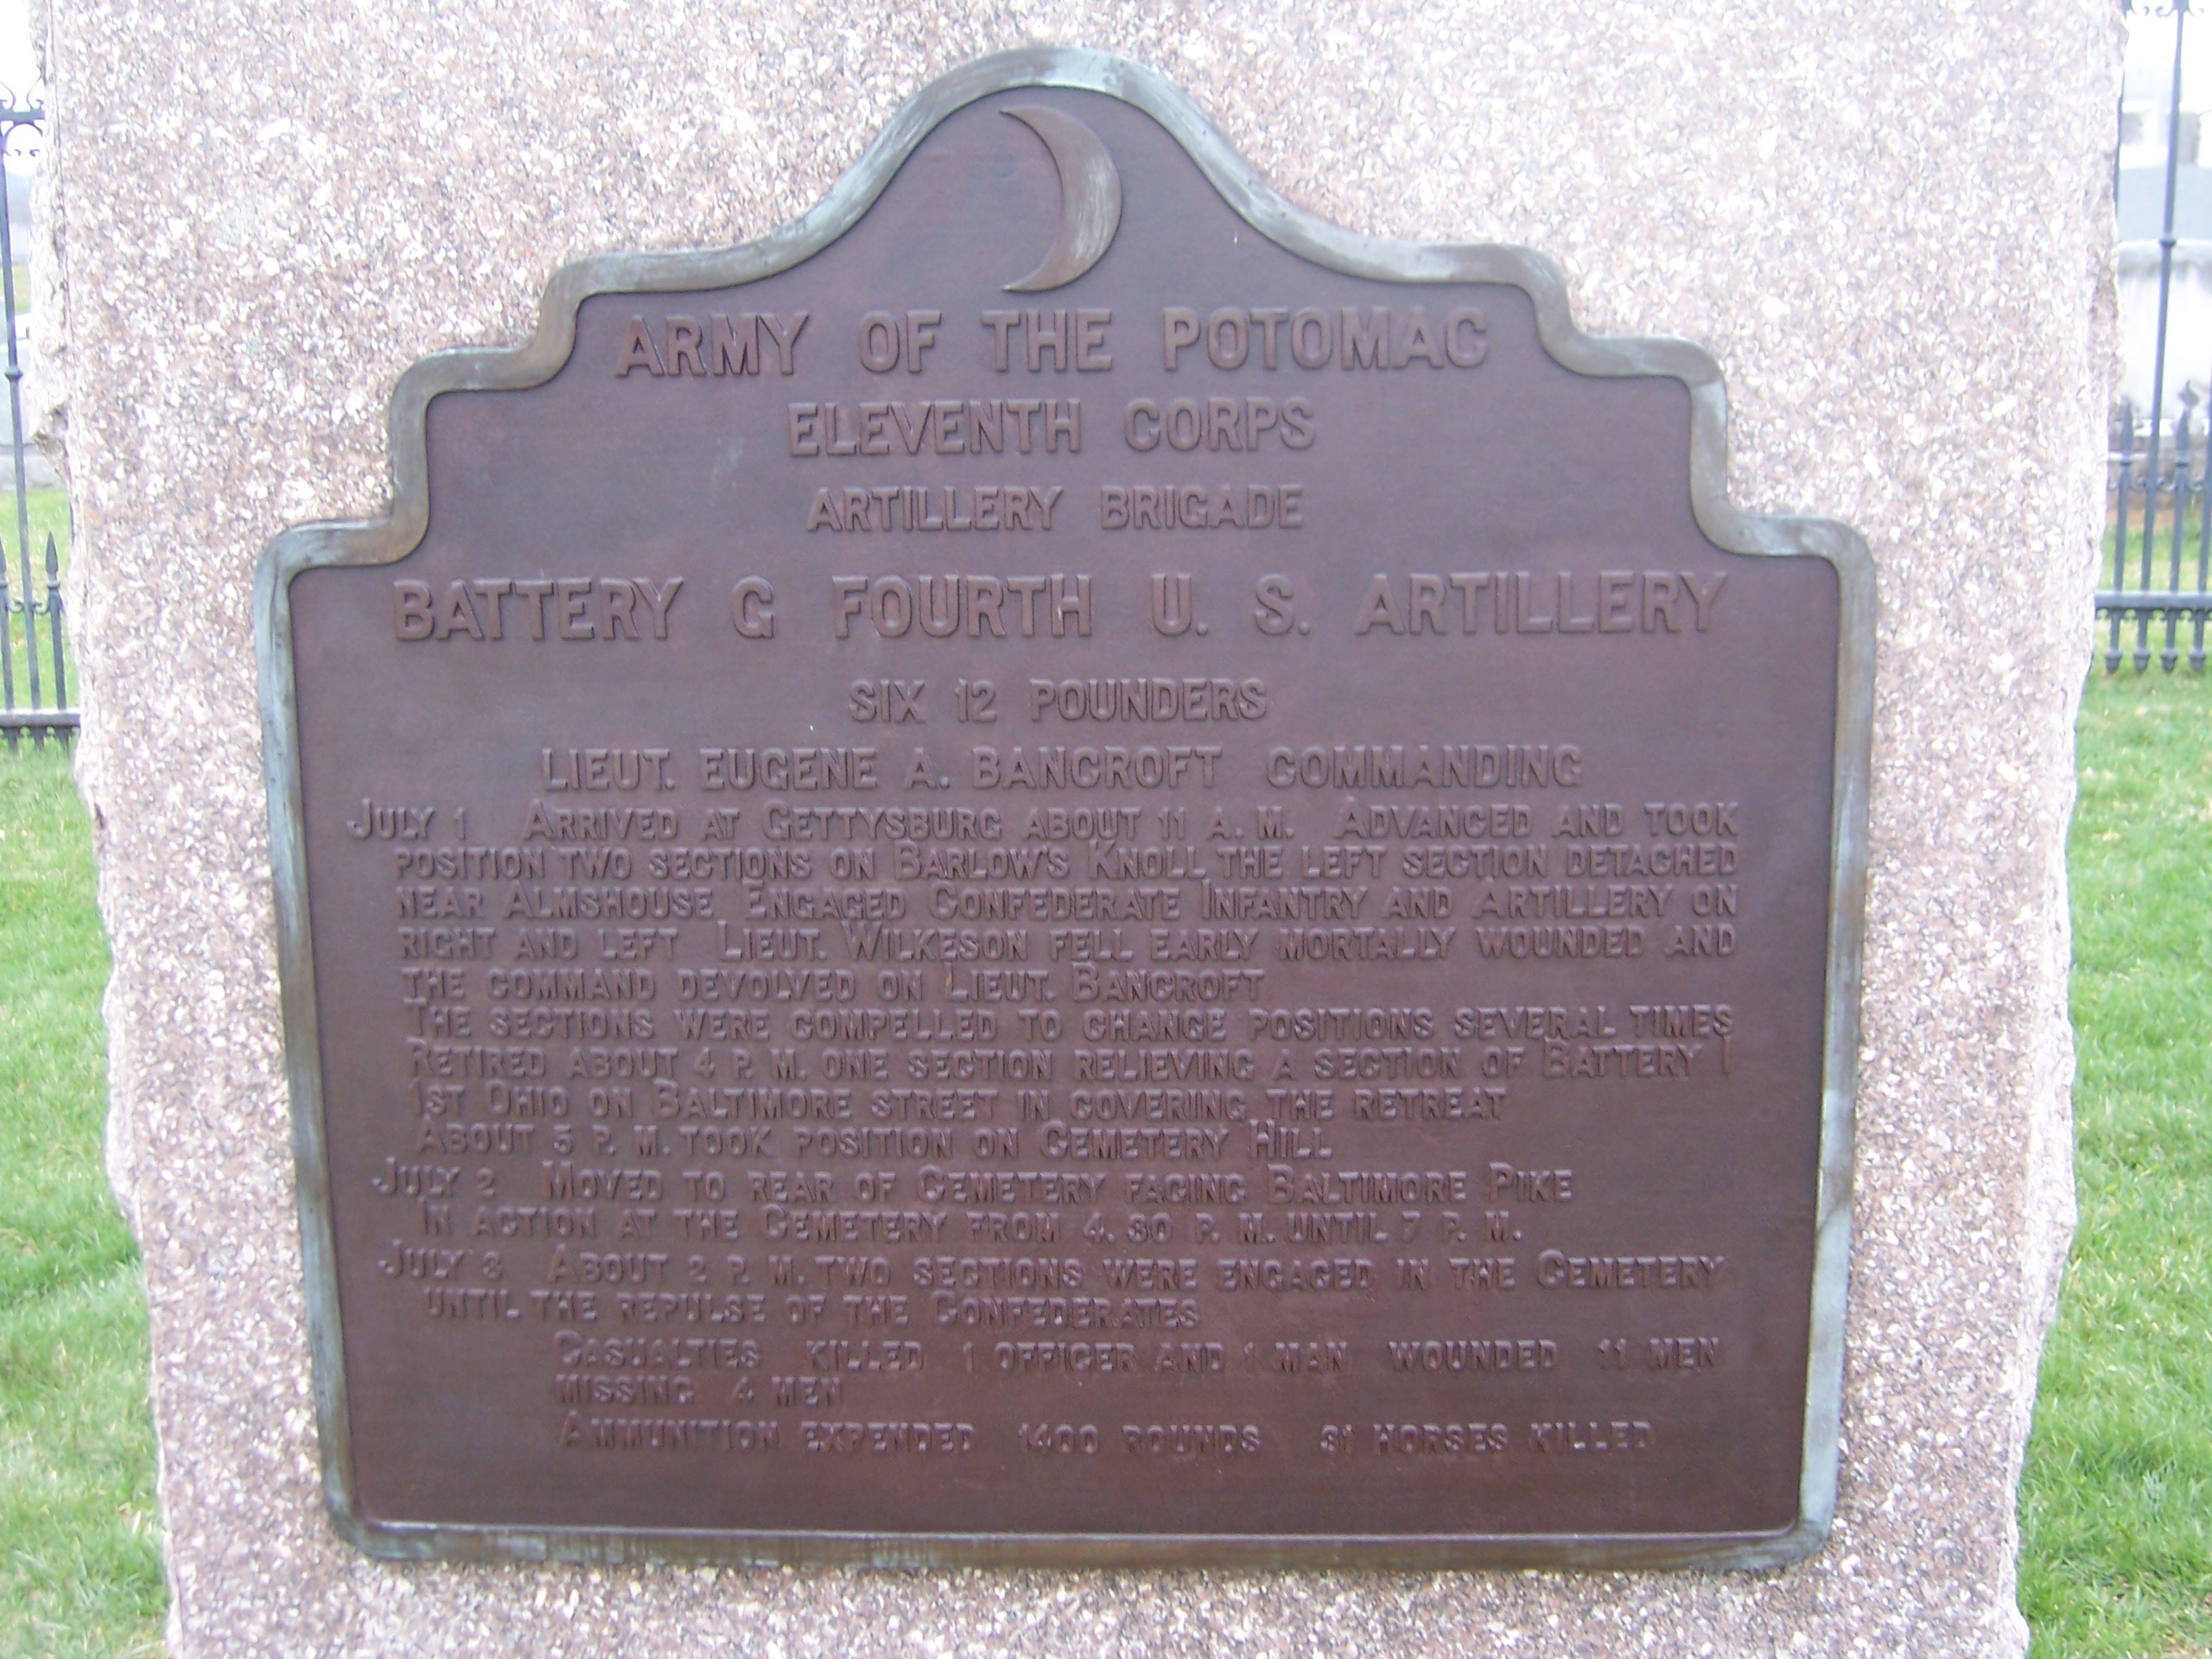 ARMY OF THE POTOMAC
ELEVENTH CORPS
ARTILLERY BRIGADE
BATTERY G FOURTH U. S. ARTILLERY
SIX 12 POUNDERS
LIEUT. EUGENE A. BANCROFT COMMANDING
JULY 1 ARRIVED AT GETTYSBURG ABOUT 11 A. M. ADVANCED AND TOOK
POSITION TWO SECTIONS ON BARLOW'S KNOLL THE LEFT SECTION DETACHED
NEAR ALMSHOUSE ENGAGED CONFEDERATE INFANTRY AND ARTILLERY ON
RIGHT AND LEFT LIEUT. WILKESON FELL EARLY MORTALLY WOUNDED AND
THE COMMAND DEVOLVED ON LIEUT. BANCROFT
THE SECTIONS WERE COMPELLED TO CHANGE POSITIONS SEVERAL TIMES
RETIRED ABOUT 4 P. M. ONE SECTION RELIEVING A SECTION OF BATTERY I
1ST OHIO ON BALTIMORE STREET IN COVERING THE RETREAT
ABOUT 5 P. M. TOOK POSITION ON CEMETERY HILL
JULY 2 MOVED TO REAR OF CEMETERY FACING BALTIMORE PIKE
IN ACTION AT THE CEMETERY FROM 4.30 P. M. UNTIL 7 P. M.
JULY 3 ABOUT 2 P. M. TWO SECTIONS WERE ENGAGED IN THE CEMETERY
UNTIL THE REPULSE OF THE CONFEDERATES
CASUALTIES KILLED 1 OFFICER AND 1 MAN WOUNDED 11 MEN
MISSING 4 MEN
AMMUNITION EXPENDED 1400 ROUNDS 31 HORSES KILLED